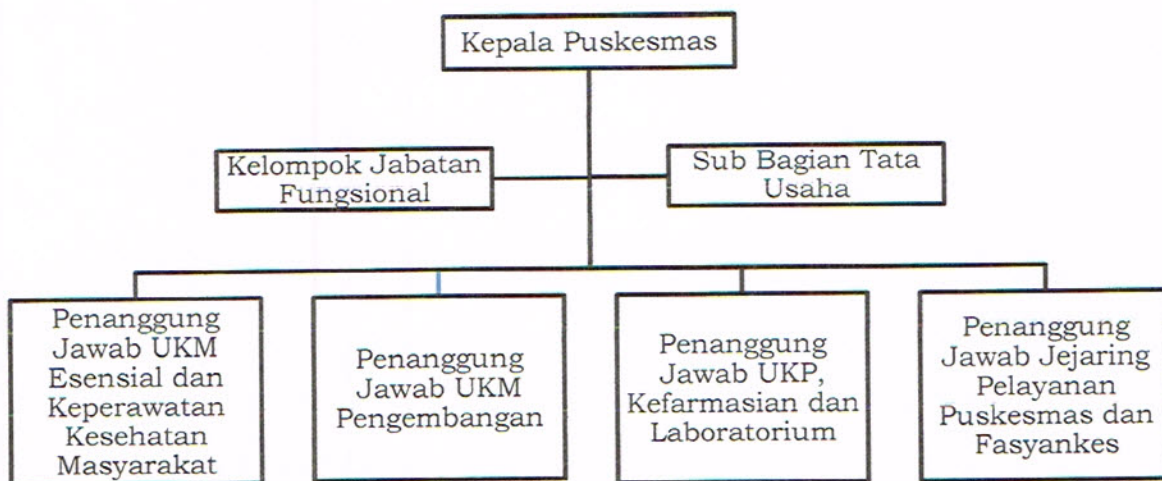 Kepala Puskesmas
Kelompok Jabatan
Fungsional
Sub Bagian Tata
Usaha
Penanggung
Jawab UKM
Esensial dan
Keperawatan
Kesehatan
Masyarakat
Penanggung
Jawab UKM
Pengembangan
Penanggung
Jawab UKP,
Kefarmasian dan
Laboratorium
Penanggung
Jawab Jejaring
Pelayanan
Puskesmas dan
Fasyankes